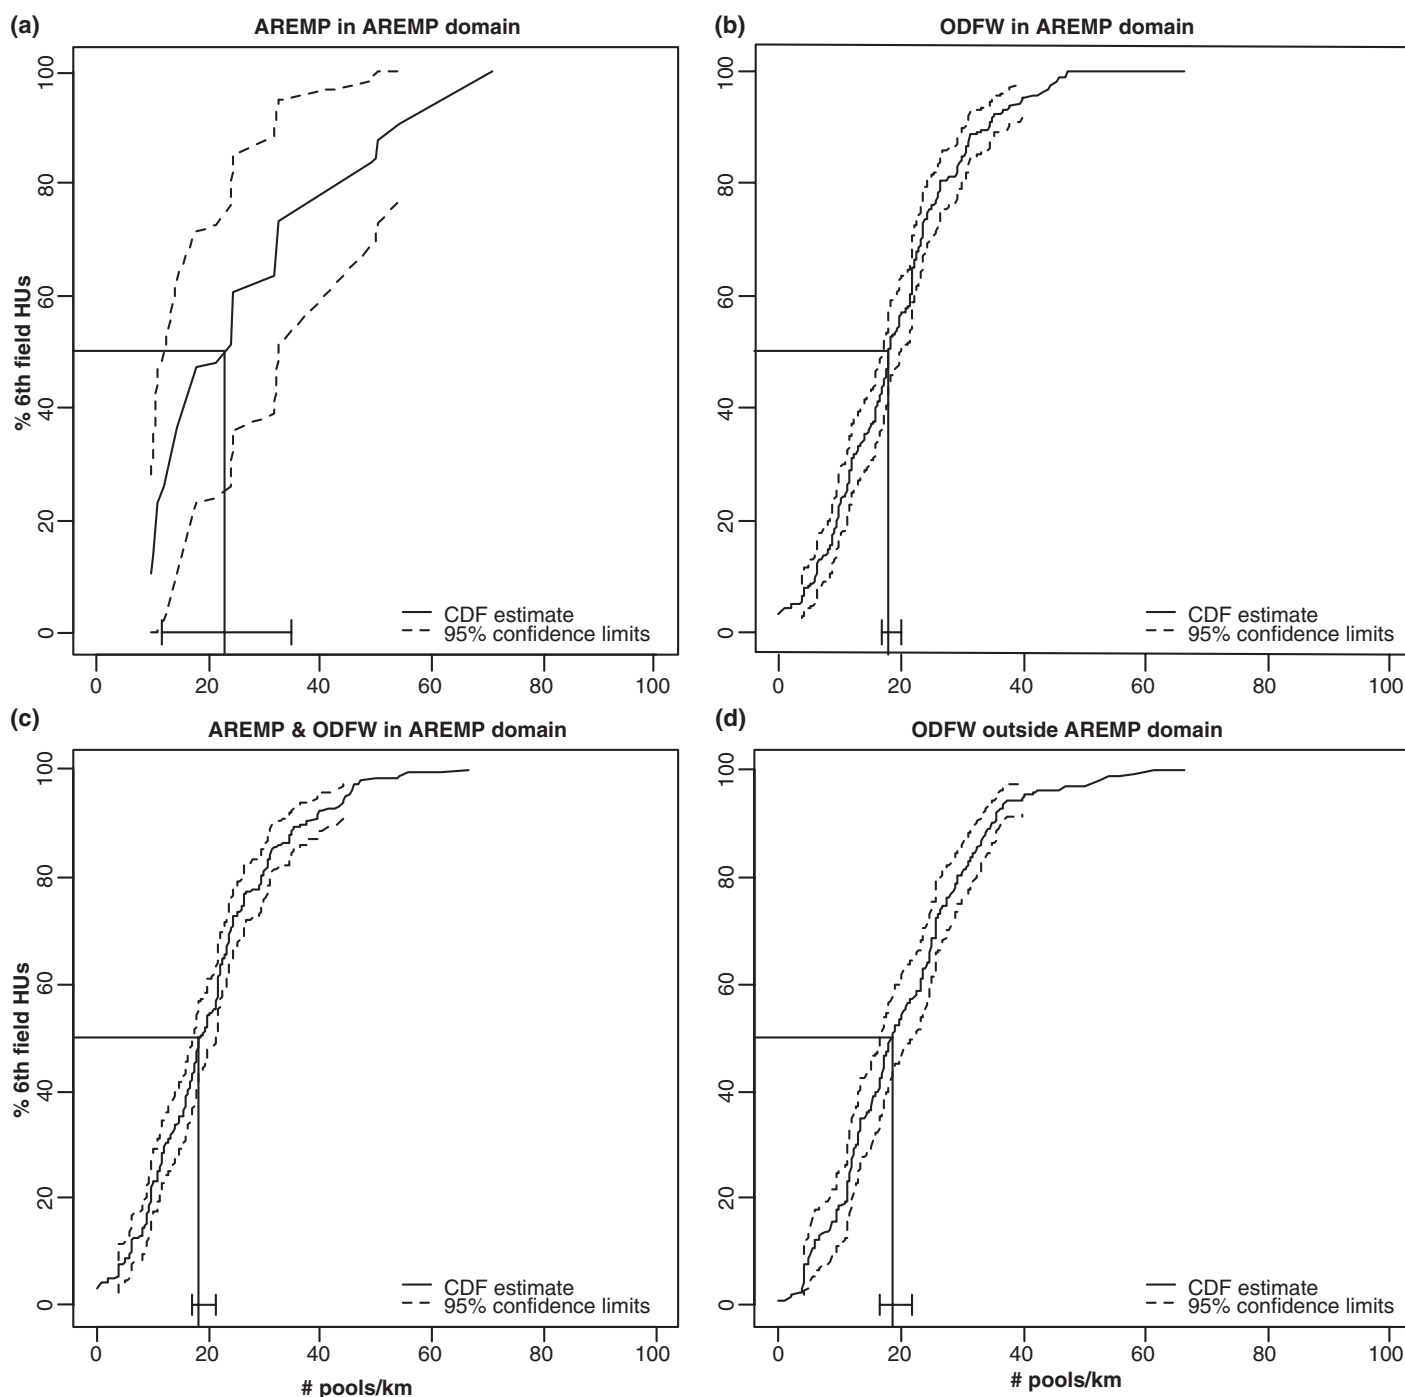 (a) AREMP in AREMP domain
% 6th field HUs
100
80
60
40
20
0
CDF estimate
95% confidence limits
0 20 40 60 80 100
(b) ODFW in AREMP domain
100
80
60
40
20
0
CDF estimate
95% confidence limits
0 20 40 60 80 100
(c) AREMP & ODFW in AREMP domain
% 6th field HUs
100
80
60
40
20
0
CDF estimate
95% confidence limits
0 20 40 60 80 100
# pools/km
(d) ODFW outside AREMP domain
100
80
60
40
20
0
CDF estimate
95% confidence limits
0 20 40 60 80 100
# pools/km